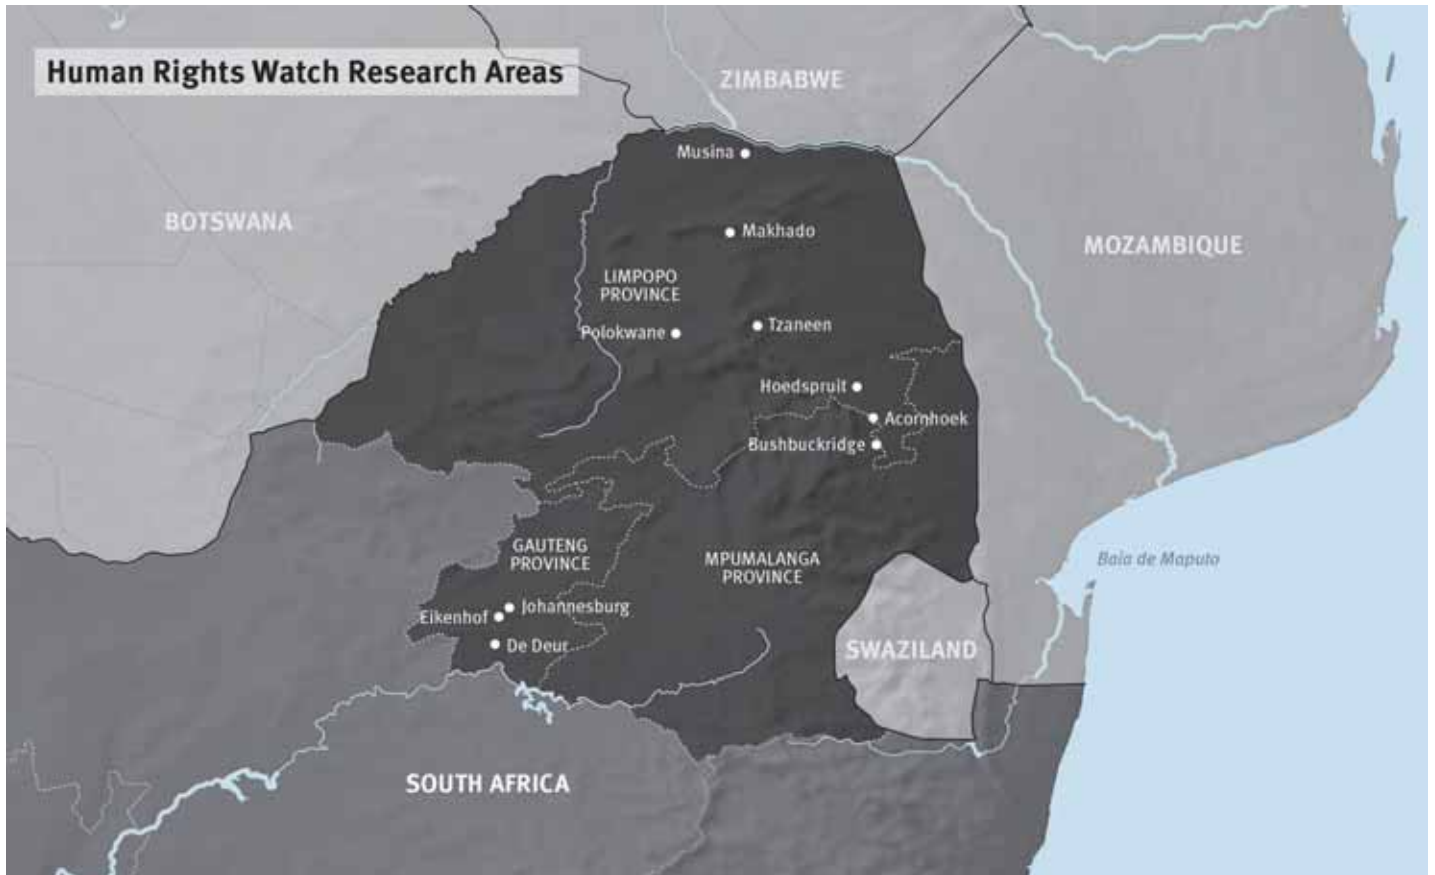 Human Rights Watch Research Areas
ZIMBABWE
Musina
BOTSWANA
Makhado
MOZAMBIQUE
LIMPOPO
PROVINCE
Polokwane
Tzaneen
Hoedspruit
Acornhoek
Bushbuckridge
GAUTENG
PROVINCE
MPUMALANGA
PROVINCE
Baía de Maputo
Johannesburg
Eikenhof
De Deur
SWAZILAND
SOUTH AFRICA